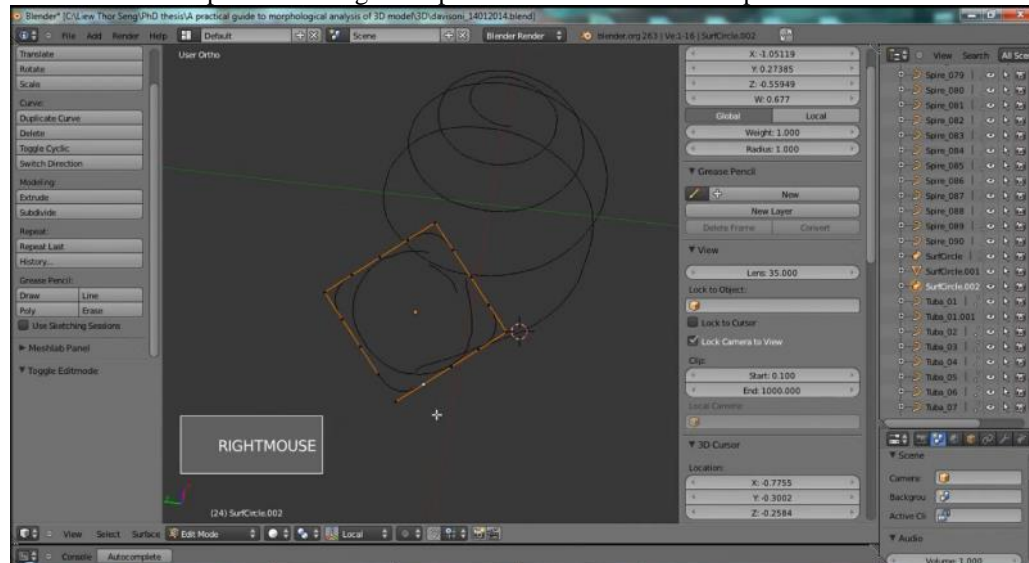 Blender* [C:\Liew Thor Seng\PhD thesis\A practical guide to morphological analysis of 3D model\3D\davisoni_14012014.blend]
File Add Render Help Default Scene Blender Render blender.org 263 | Ve:1-16 | SurfCircle.002
View Search All Sce
Translate
Rotate
Scale
Curve:
Duplicate Curve
Delete
Toggle Cyclic
Switch Direction
Modeling:
Extrude
Subdivide
Repeat:
Repeat Last
History...
Grease Pencil:
Draw Line
Poly Erase
Use Sketching Sessions
Meshlab Panel
Toggle Editmode
User Ortho
RIGHTMOUSE
(24) SurfCircle.002
X: -1.05119
Y: 0.27385
Z: -0.55949
W: 0.677
Global Local
Weight: 1.000
Radius: 1.000
Grease Pencil
New
New Layer
Delete Frame Convert
View
Lens: 35.000
Lock to Object:
Lock to Cursor
Lock Camera to View
Clip:
Start: 0.100
End: 1000.000
Local Camera:
3D Cursor
Location:
X: -0.7755
Y: -0.3002
Z: -0.2584
Spire_079
Spire_080
Spire_081
Spire_082
Spire_083
Spire_084
Spire_085
Spire_086
Spire_087
Spire_088
Spire_089
Spire_090
SurfCircle
SurfCircle.001
SurfCircle.002
Tuba_01
Tuba_01.001
Tuba_02
Tuba_03
Tuba_04
Tuba_05
Tuba_06
Tuba_07
Scene
Camera:
Backgrou
Active Cli
Audio
Volume: 1.000
View Select Surface Edit Mode Local
Console Autocomplete